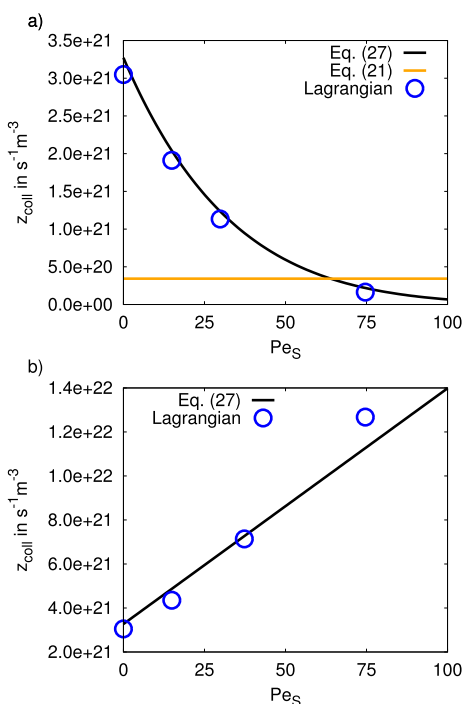 a)
3.5e+21
3.0e+21
2.5e+21
2.0e+21
1.5e+21
1.0e+21
5.0e+20
0.0e+00
z_coll in s^-1m^-3
Eq. (27)
Eq. (21)
Lagrangian
0 25 50 75 100
Pe_S
b)
1.4e+22
1.2e+22
1.0e+22
8.0e+21
6.0e+21
4.0e+21
2.0e+21
z_coll in s^-1m^-3
Eq. (27)
Lagrangian
0 25 50 75 100
Pe_S